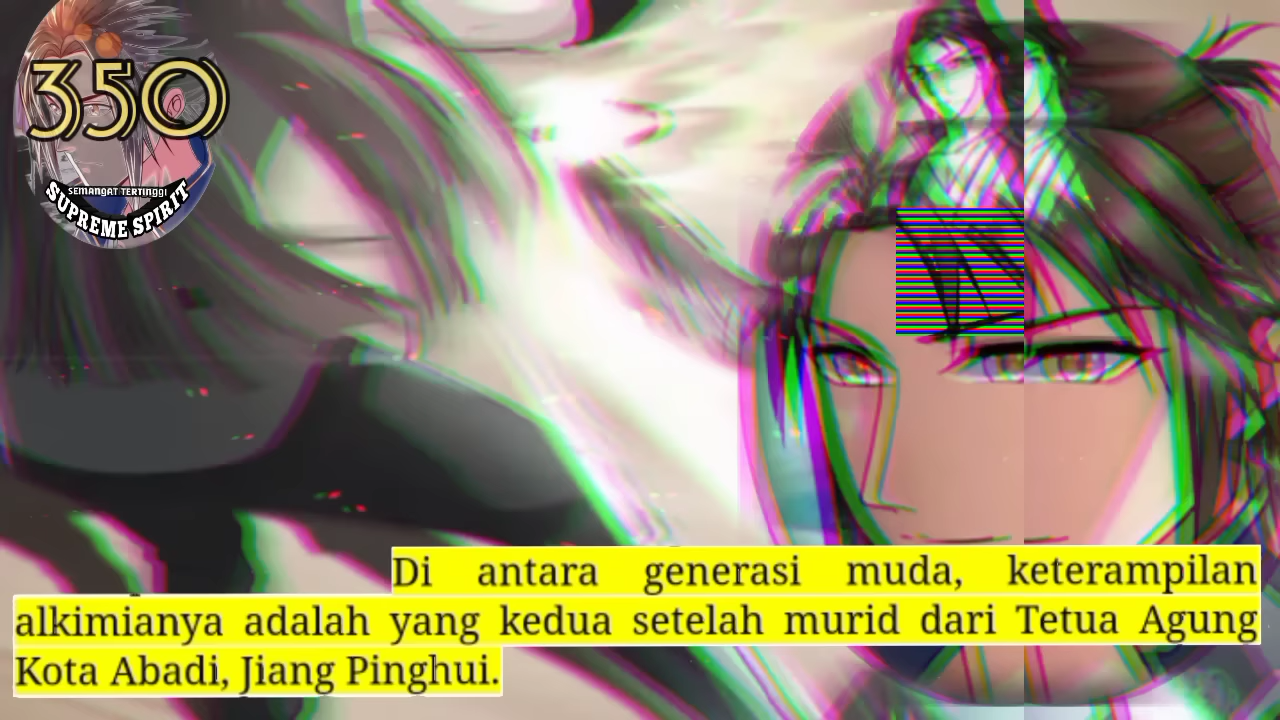 350
SEMANGAT TERTINGGI
SUPREME SPIRIT
Di antara generasi muda, keterampilan
alkimianya adalah yang kedua setelah murid dari Tetua Agung
Kota Abadi, Jiang Pinghui.